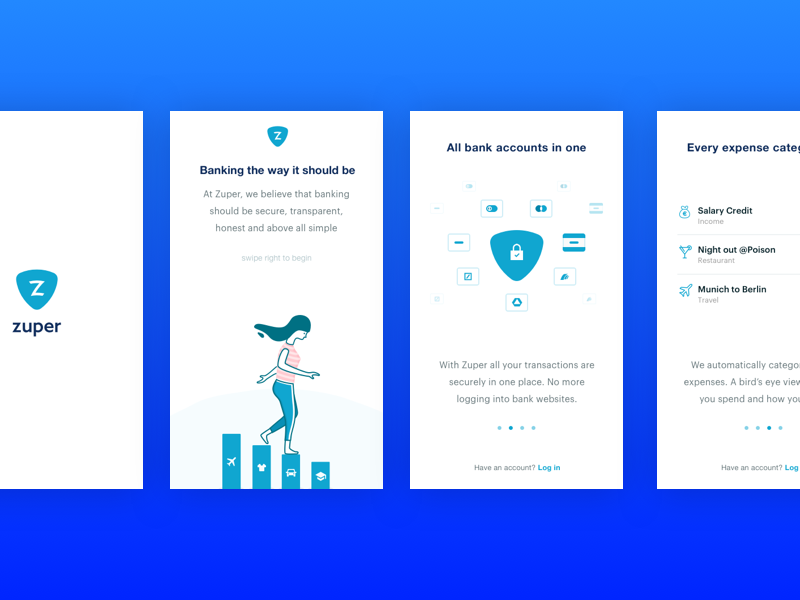 Z
zuper
Z
Banking the way it should be
At Zuper, we believe that banking
should be secure, transparent,
honest and above all simple
swipe right to begin
All bank accounts in one
With Zuper all your transactions are
securely in one place. No more
logging into bank websites.
Have an account? Log in
Every expense categ
Salary Credit
Income
Night out @Poison
Restaurant
Munich to Berlin
Travel
We automatically catego
expenses. A bird's eye view
you spend and how you
Have an account? Log